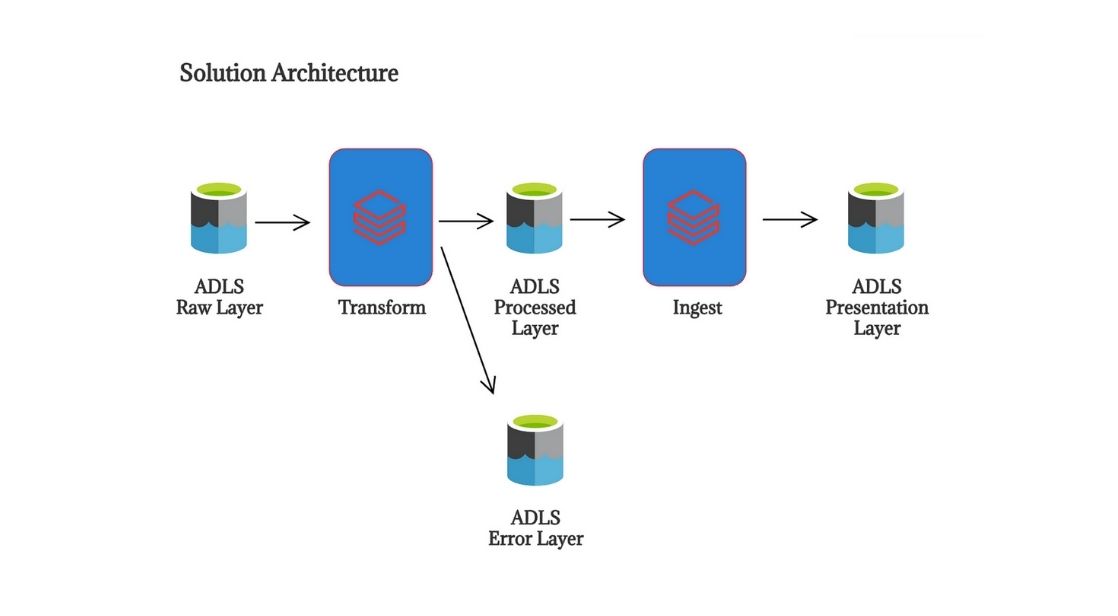 Solution Architecture
ADLS
Raw Layer
Transform
ADLS
Processed
Layer
Ingest
ADLS
Presentation
Layer
ADLS
Error Layer